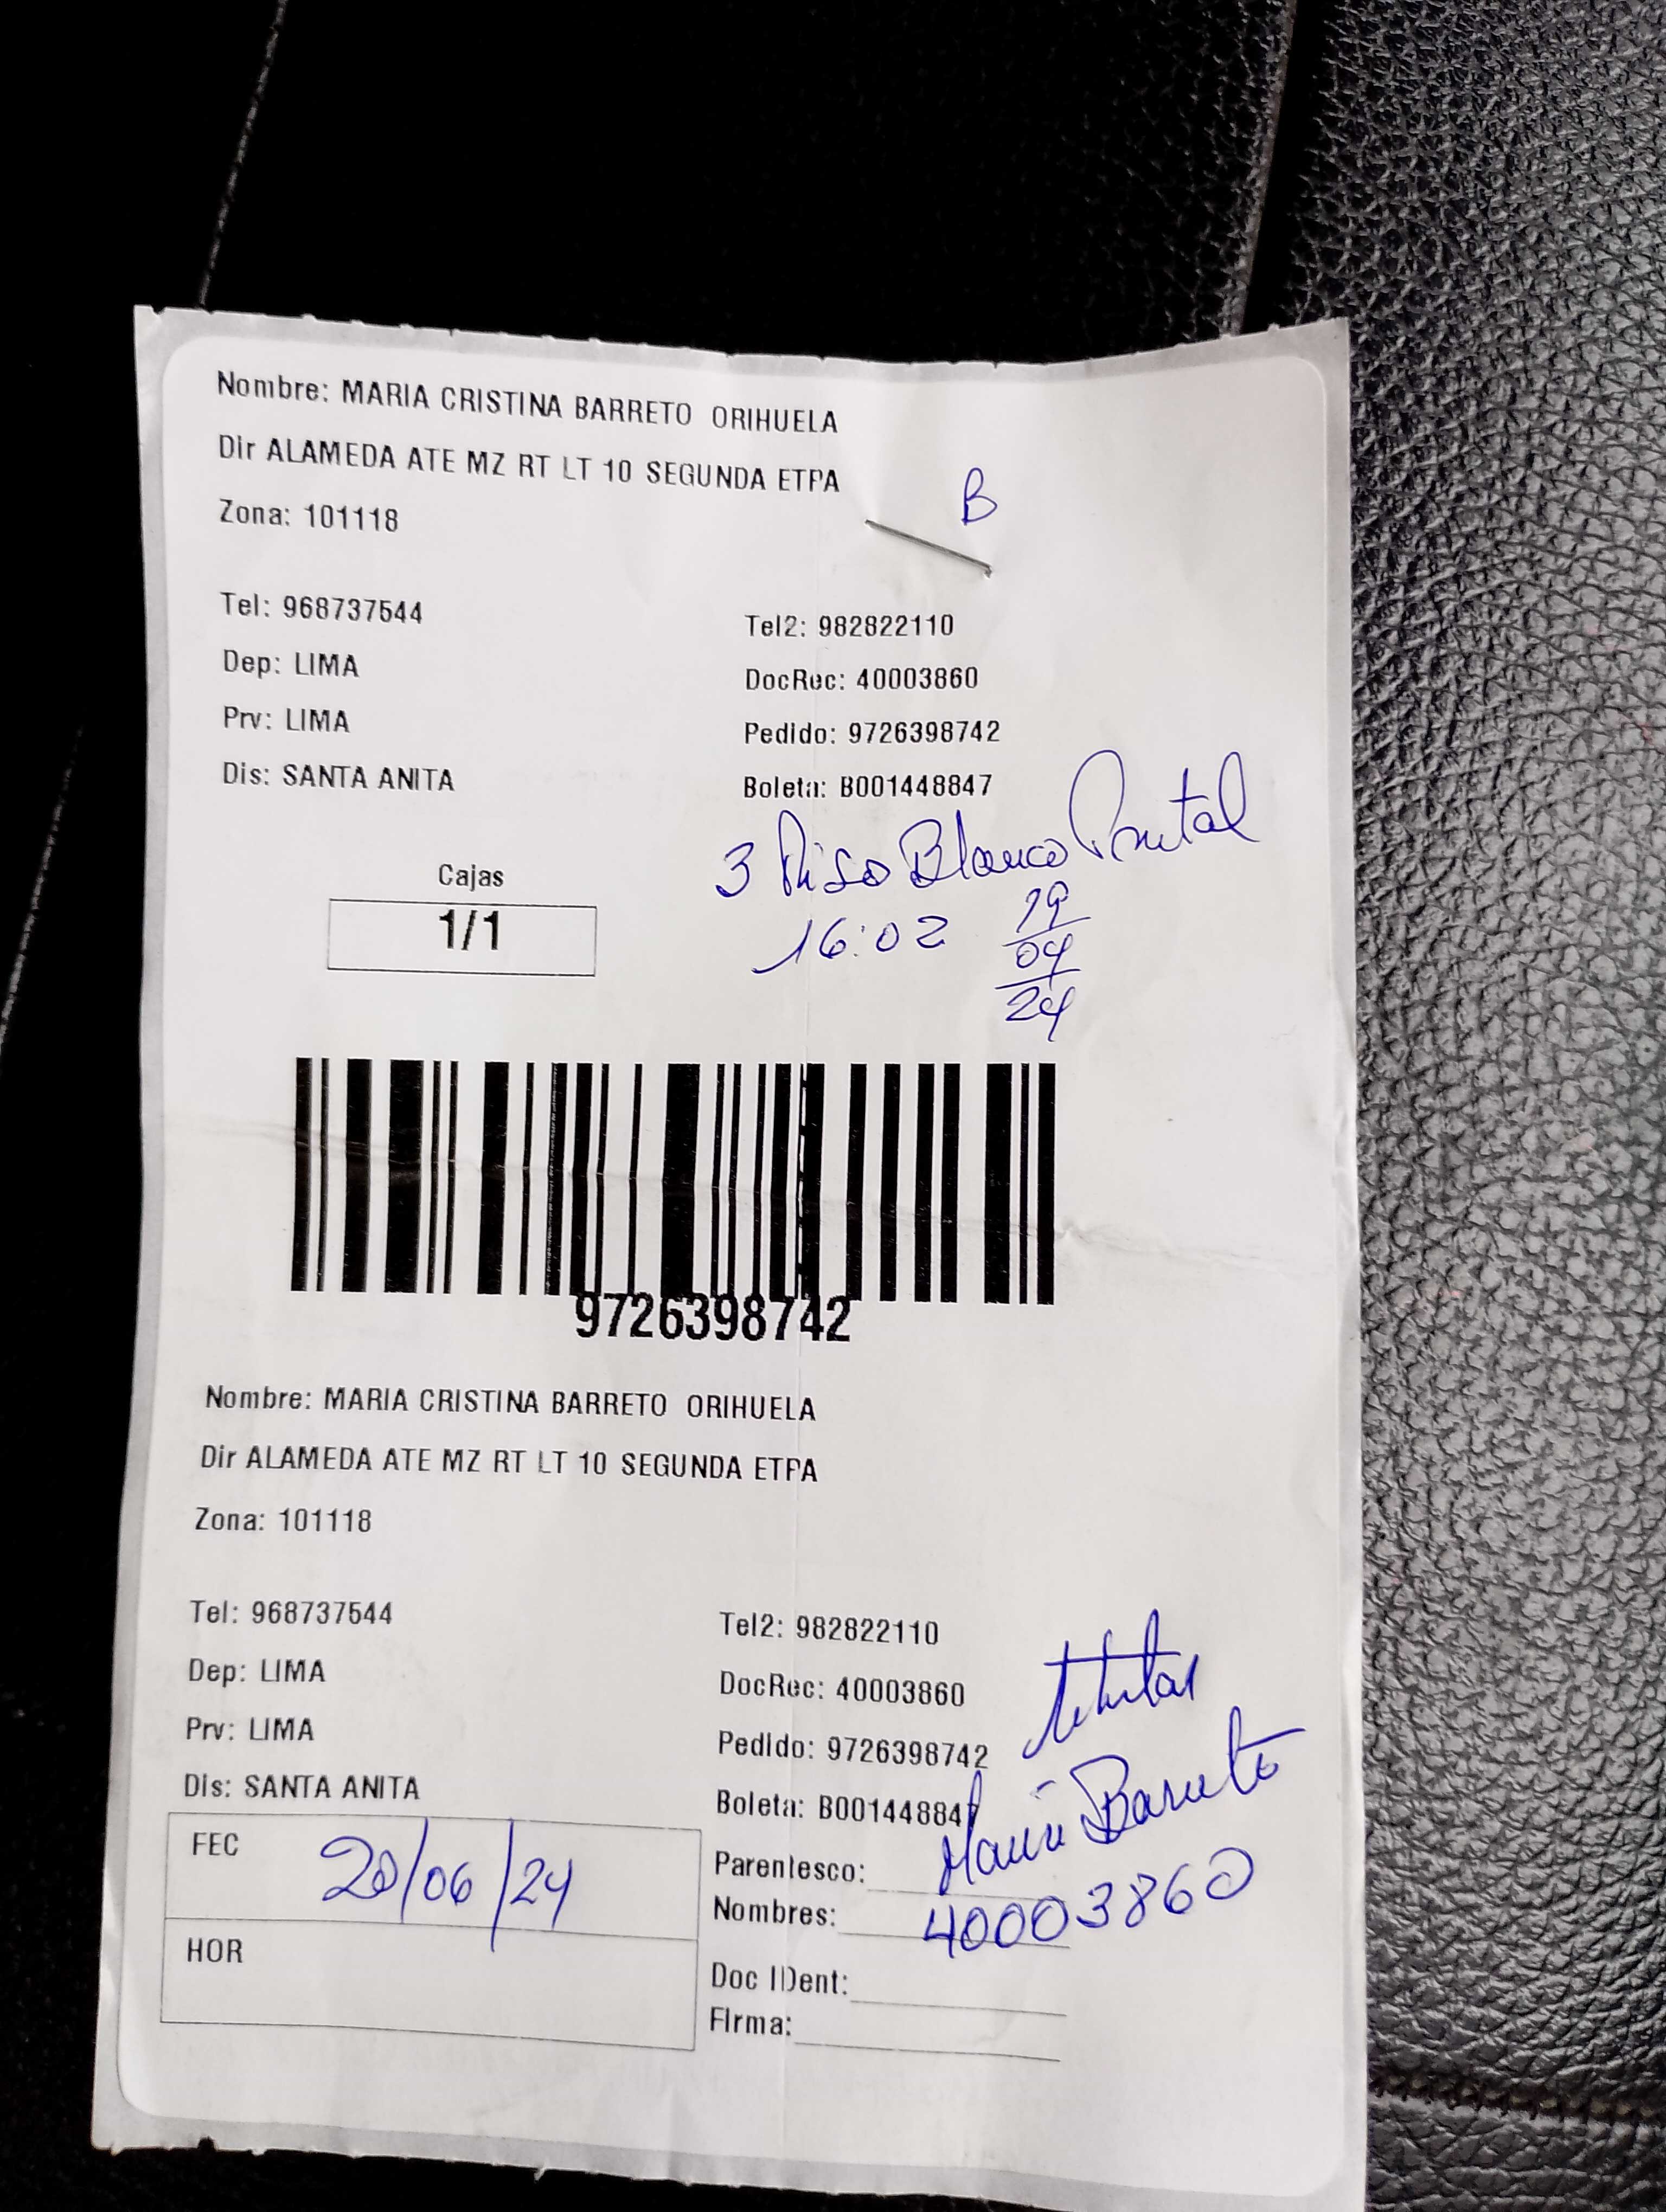 Nombre: MARIA CRISTINA BARRETO ORIHUELA
Dir ALAMEDA ATE MZ RT LT 10 SEGUNDA ETPA
B
Zona: 101118
Tel: 968737544
Tel2: 982822110
Dep: LIMA
DocRec: 40003860
Prv: LIMA
Pedido: 9726398742
Dis: SANTA ANITA
Boleta: B001448847
3 Piso Blanco
Cajas
1/1
16:02
19
04
24
9726398742
Nombre: MARIA CRISTINA BARRETO ORIHUELA
Dir ALAMEDA ATE MZ RT LT 10 SEGUNDA ETPA
Zona: 101118
Tel: 968737544
Tel2: 982822110
Dep: LIMA
DocRec: 40003860
titular
Prv: LIMA
Pedido: 9726398742
Dis: SANTA ANITA
Boleta: B001448847
Maria Barreto
FEC 20/06/24
Parentesco:
Nombres: 40003860
HOR
Doc IDent:
Firma: